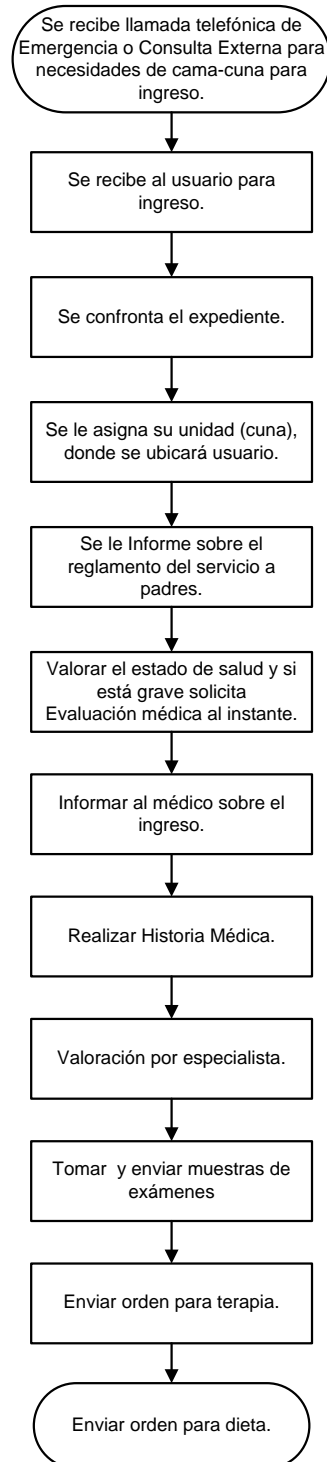 Se recibe llamada telefónica de
Emergencia o Consulta Externa para
necesidades de cama-cuna para
ingreso.
Se recibe al usuario para
ingreso.
Se confronta el expediente.
Se le asigna su unidad (cuna),
donde se ubicará usuario.
Se le Informe sobre el
reglamento del servicio a
padres.
Valorar el estado de salud y si
está grave solicita
Evaluación médica al instante.
Informar al médico sobre el
ingreso.
Realizar Historia Médica.
Valoración por especialista.
Tomar y enviar muestras de
exámenes
Enviar orden para terapia.
Enviar orden para dieta.